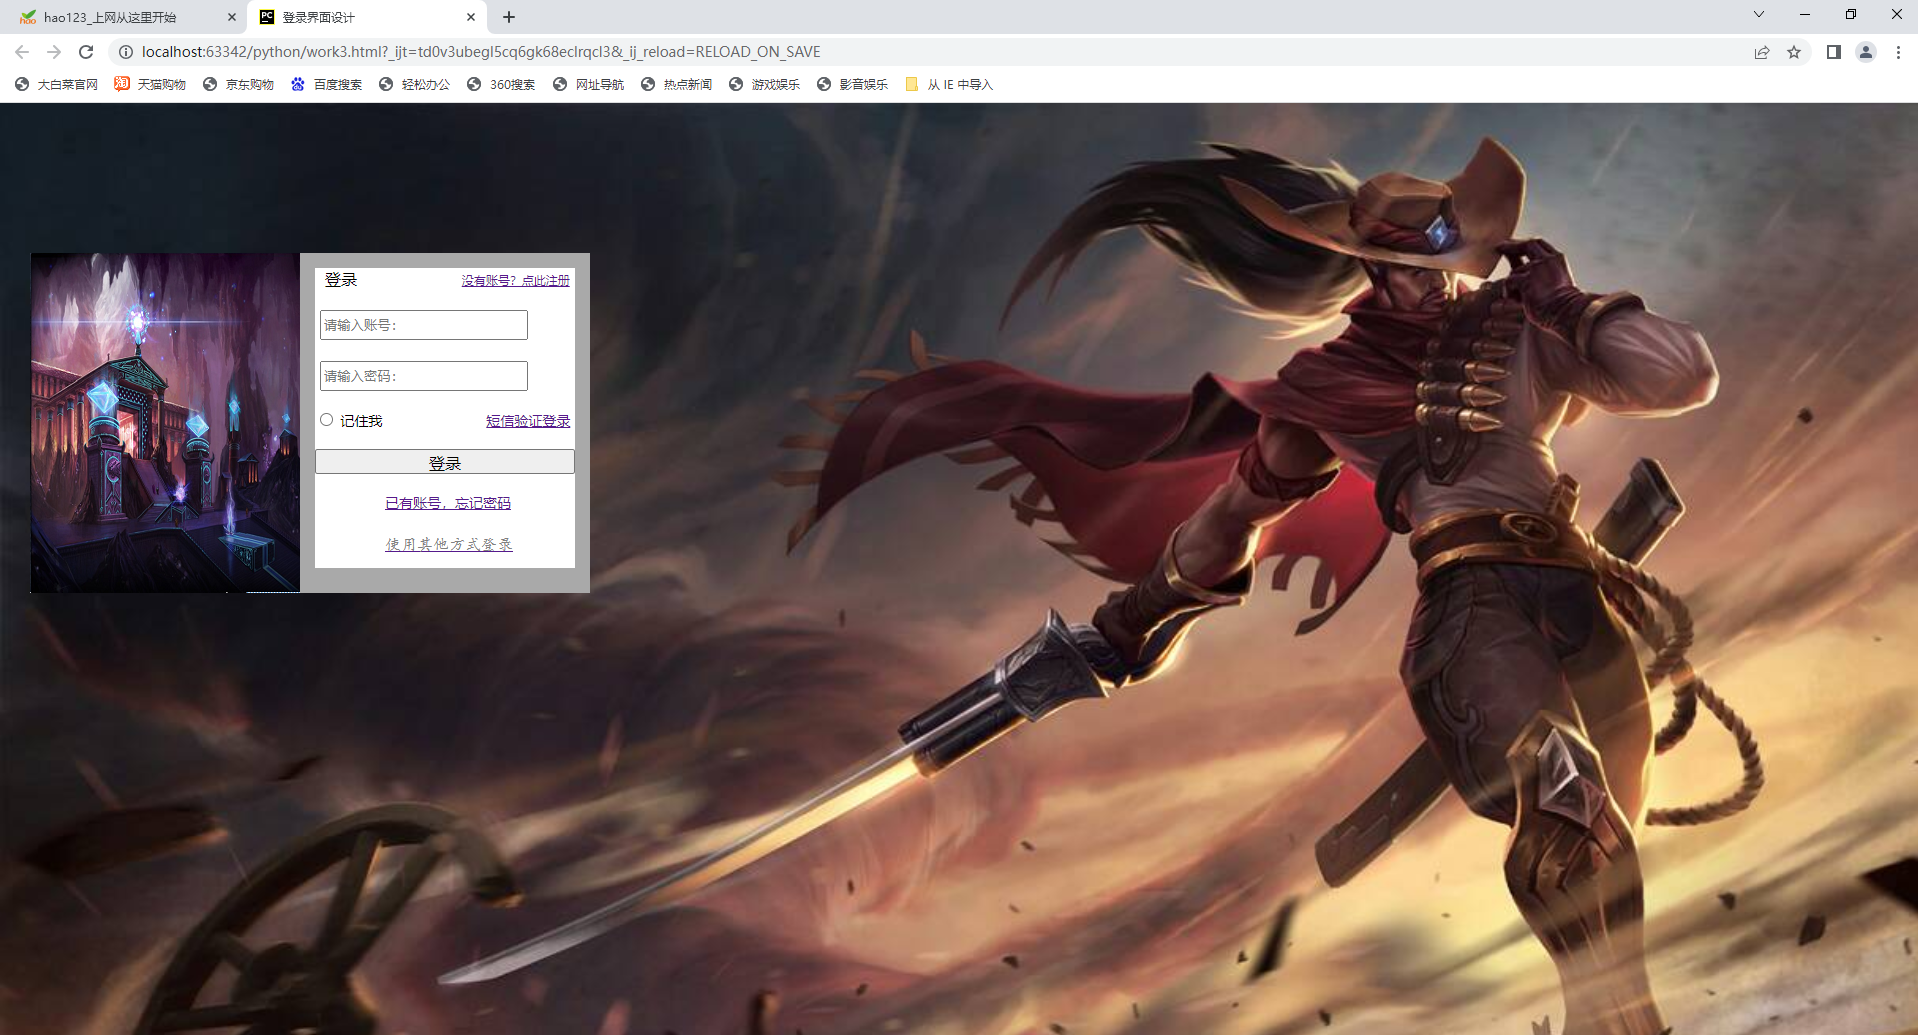 hao123_上网从这里开始
PC 登录界面设计
localhost:63342/python/work3.html?_ijt=td0v3ubegl5cq6gk68eclrqcl3&_ij_reload=RELOAD_ON_SAVE
大白菜官网 淘 天猫购物 京东购物 百度搜索 轻松办公 360搜索 网址导航 热点新闻 游戏娱乐 影音娱乐 从 IE 中导入
登录 没有账号？点此注册
请输入账号：
请输入密码：
记住我 短信验证登录
登录
已有账号，忘记密码
使用其他方式登录